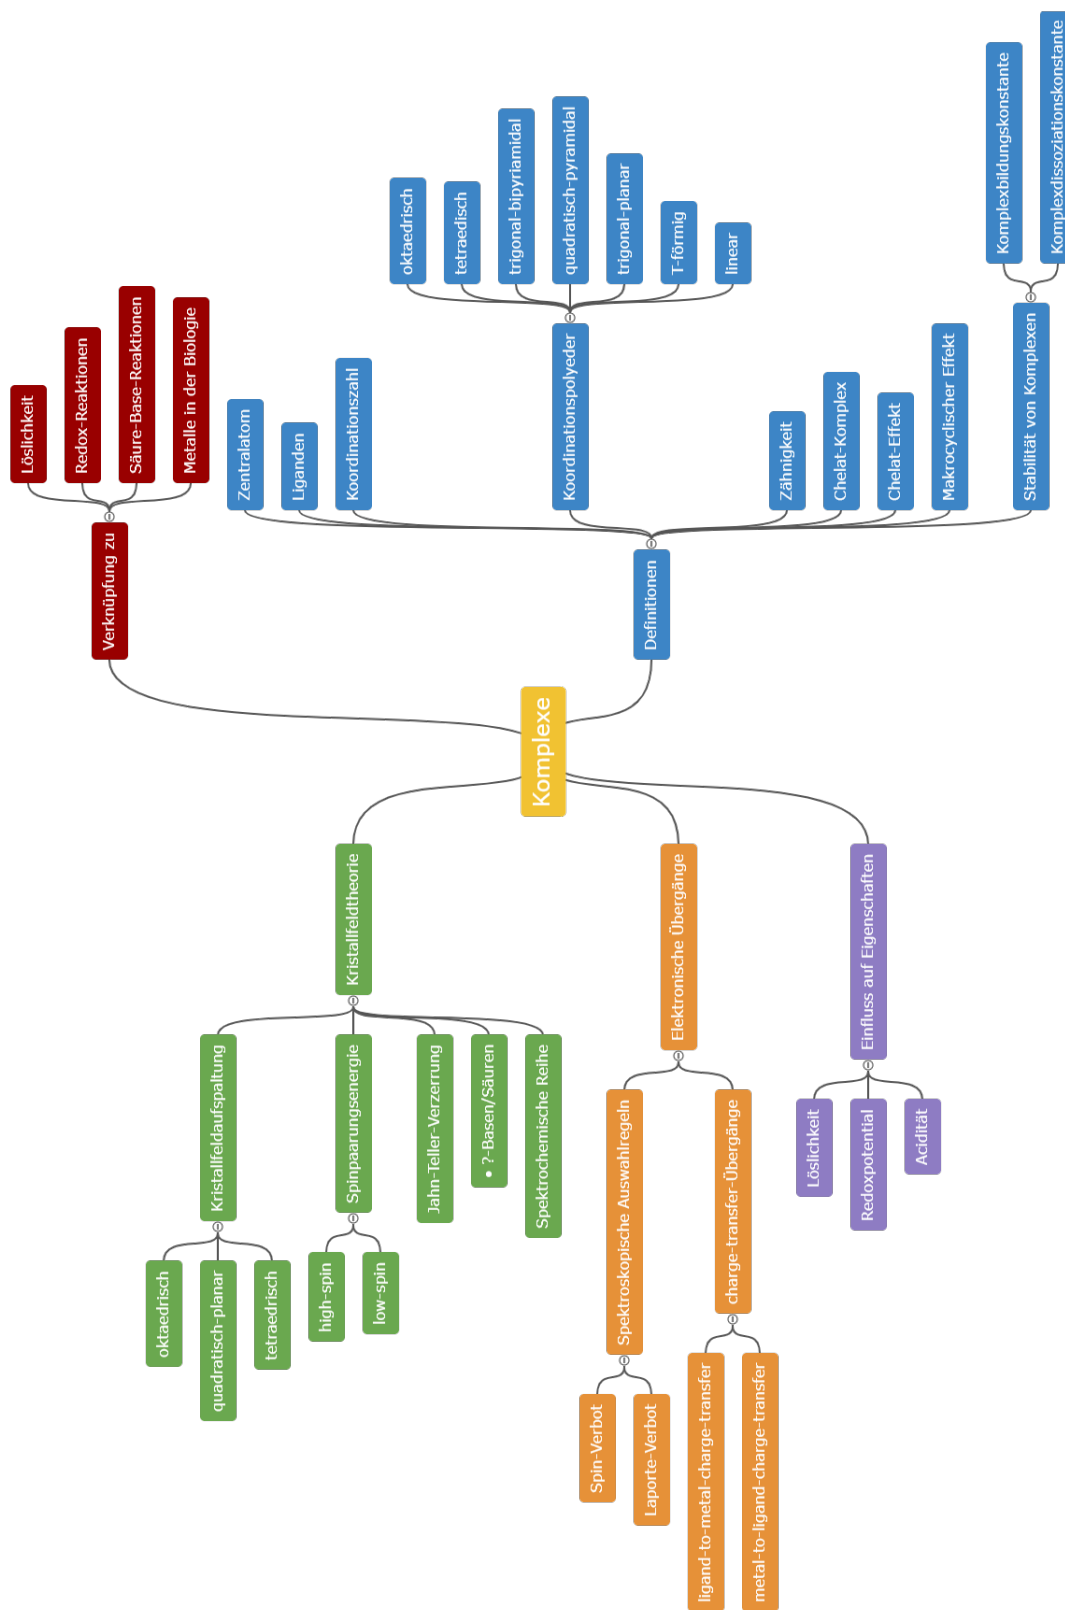 Komplexe
Verknüpfung zu
Löslichkeit
Redox-Reaktionen
Säure-Base-Reaktionen
Metalle in der Biologie
Definitionen
Zentralatom
Liganden
Koordinationszahl
Koordinationspolyeder
oktaedrisch
tetraedisch
trigonal-bipyriamidal
quadratisch-pyramidal
trigonal-planar
T-förmig
linear
Zähnigkeit
Chelat-Komplex
Chelat-Effekt
Makrocyclischer Effekt
Stabilität von Komplexen
Komplexbildungskonstante
Komplexdissoziationskonstante
Kristallfeldtheorie
Kristallfeldaufspaltung
oktaedrisch
quadratisch-planar
tetraedrisch
Spinpaarungsenergie
high-spin
low-spin
Jahn-Teller-Verzerrung
• ?-Basen/Säuren
Spektrochemische Reihe
Elektronische Übergänge
Spektroskopische Auswahlregeln
Spin-Verbot
Laporte-Verbot
charge-transfer-Übergänge
ligand-to-metal-charge-transfer
metal-to-ligand-charge-transfer
Einfluss auf Eigenschaften
Löslichkeit
Redoxpotential
Acidität